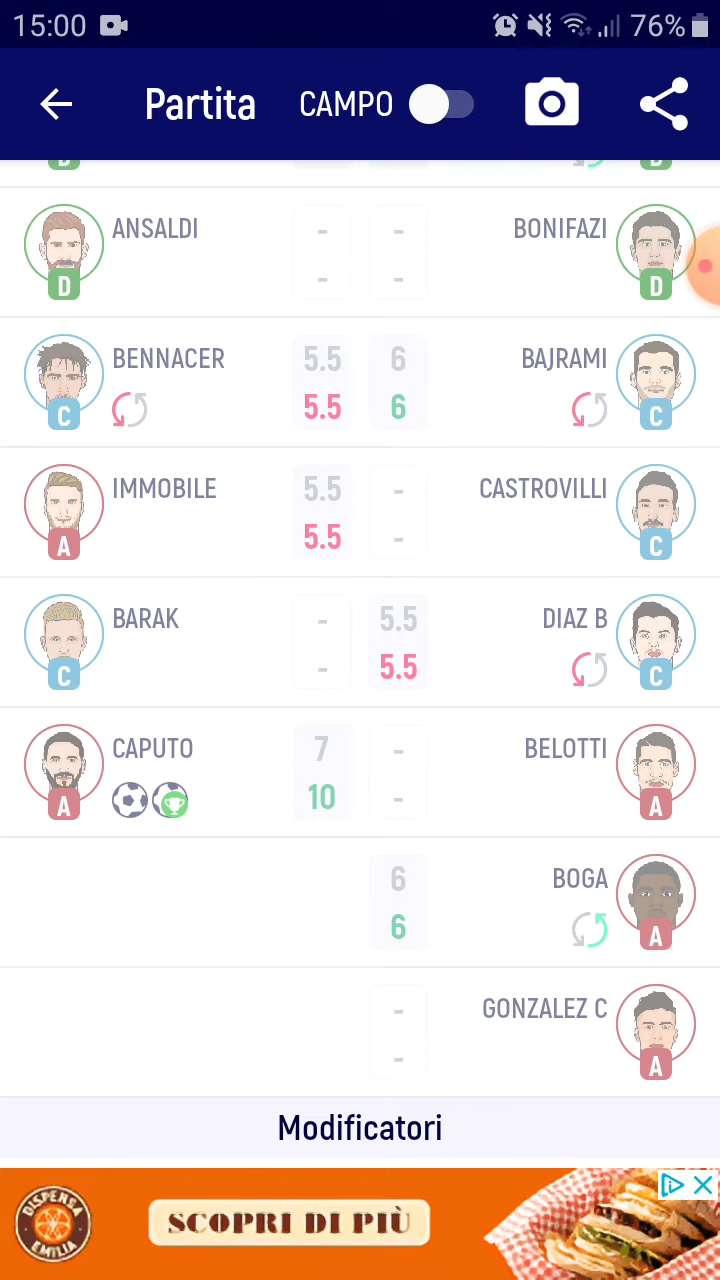 15:00 76%
Partita CAMPO
D D
ANSALDI - - BONIFAZI
D - - D
BENNACER 5.5 6 BAJRAMI
C 5.5 6 C
IMMOBILE 5.5 - CASTROVILLI
A 5.5 - C
BARAK - 5.5 DIAZ B
C - 5.5 C
CAPUTO 7 - BELOTTI
A 10 - A
6 BOGA
6 A
- GONZALEZ C
- A
Modificatori
DISPENSA EMILIA
SCOPRI DI PIÙ